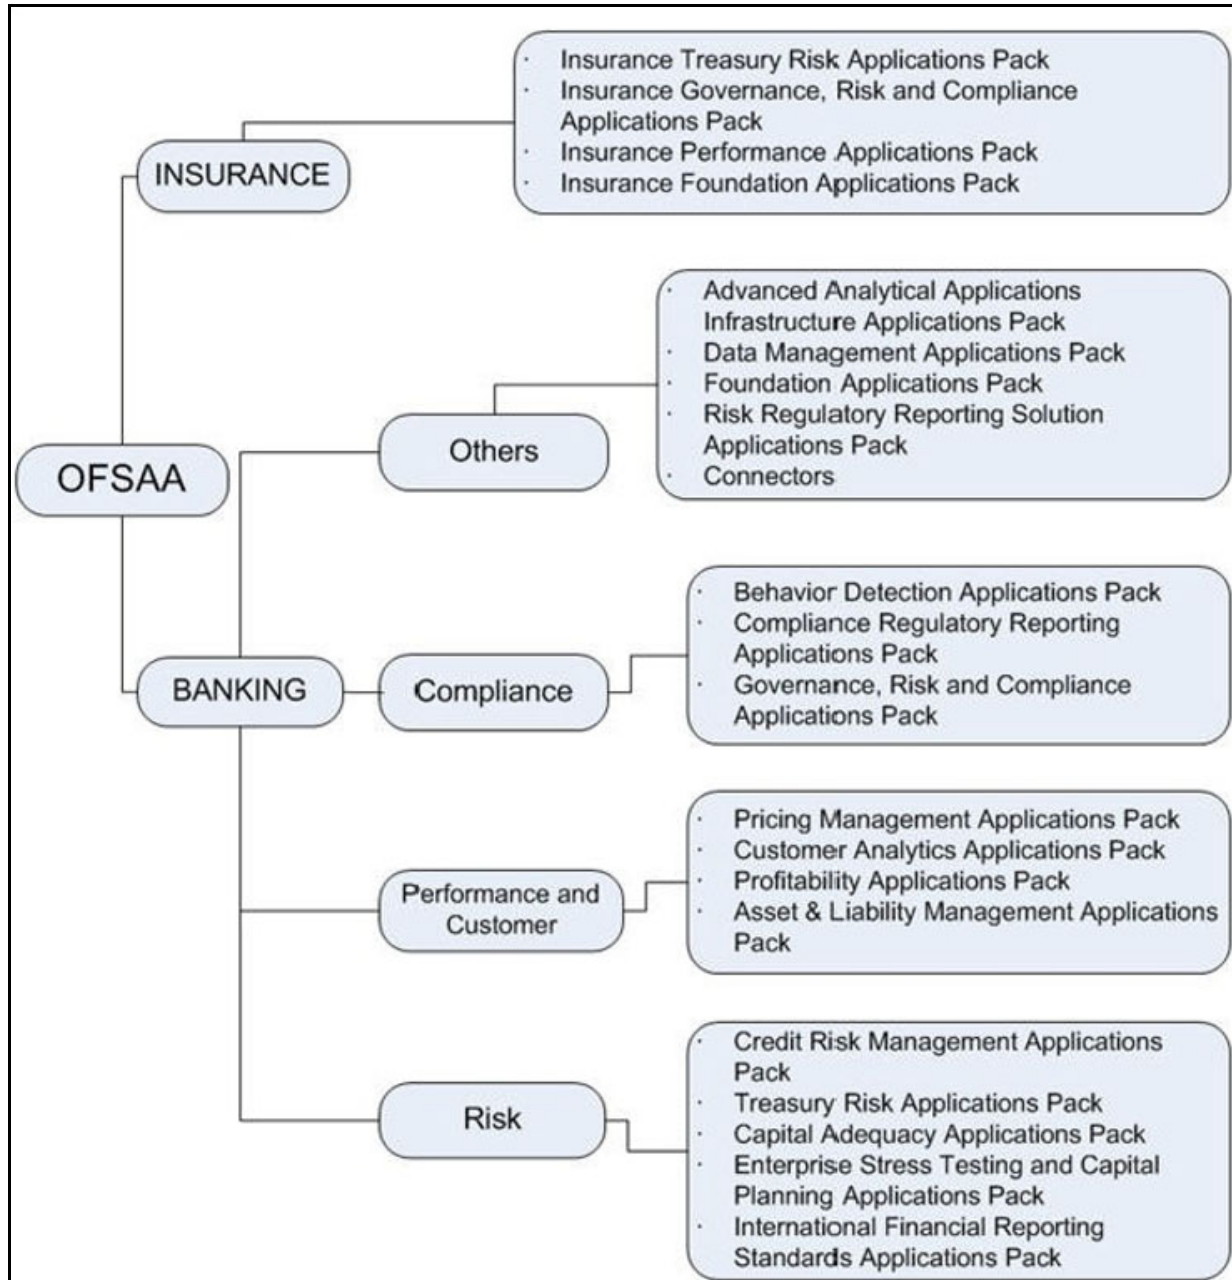 · Insurance Treasury Risk Applications Pack
· Insurance Governance, Risk and Compliance
Applications Pack
· Insurance Performance Applications Pack
· Insurance Foundation Applications Pack
INSURANCE
· Advanced Analytical Applications
Infrastructure Applications Pack
· Data Management Applications Pack
· Foundation Applications Pack
· Risk Regulatory Reporting Solution
Applications Pack
· Connectors
Others
OFSAA
· Behavior Detection Applications Pack
· Compliance Regulatory Reporting
Applications Pack
· Governance, Risk and Compliance
Applications Pack
BANKING
Compliance
· Pricing Management Applications Pack
· Customer Analytics Applications Pack
· Profitability Applications Pack
· Asset & Liability Management Applications
Pack
Performance and
Customer
· Credit Risk Management Applications
Pack
· Treasury Risk Applications Pack
· Capital Adequacy Applications Pack
· Enterprise Stress Testing and Capital
Planning Applications Pack
· International Financial Reporting
Standards Applications Pack
Risk